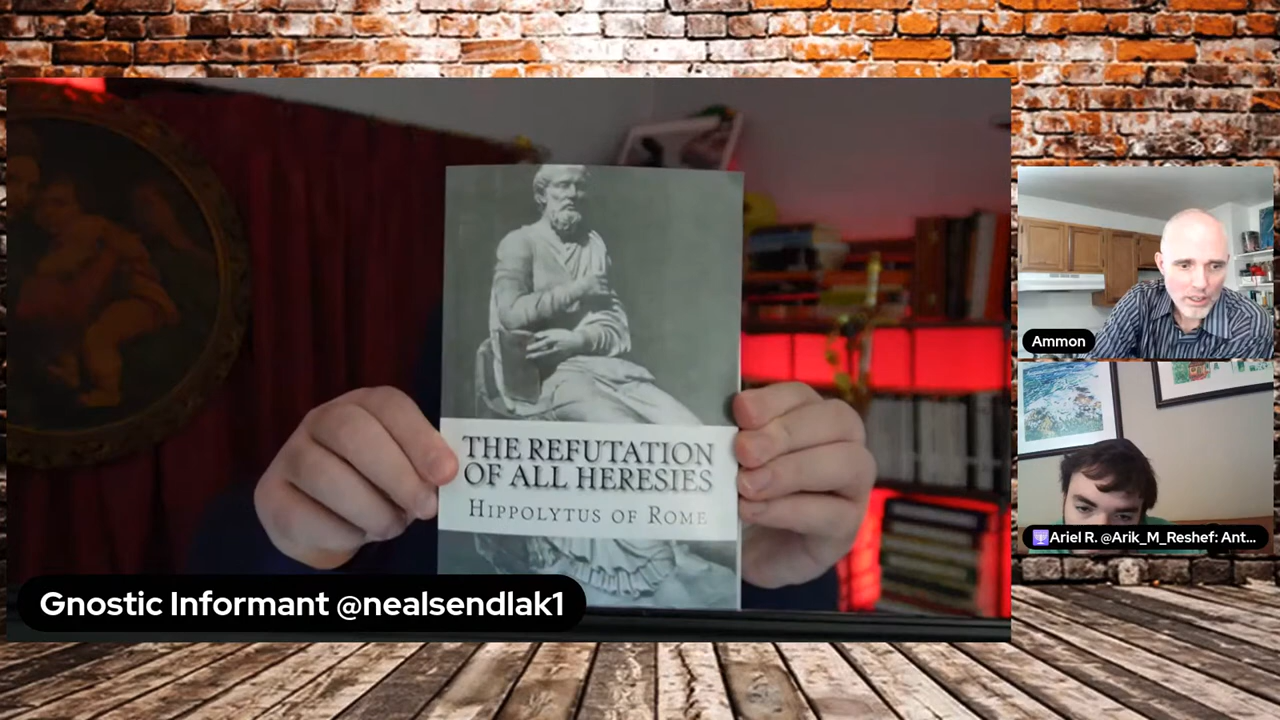 THE REFUTATION
OF ALL HERESIES
HIPPOLYTUS OF ROME
Gnostic Informant @nealsendlak1
Ammon
Ariel R. @Arik_M_Reshef: Ant...